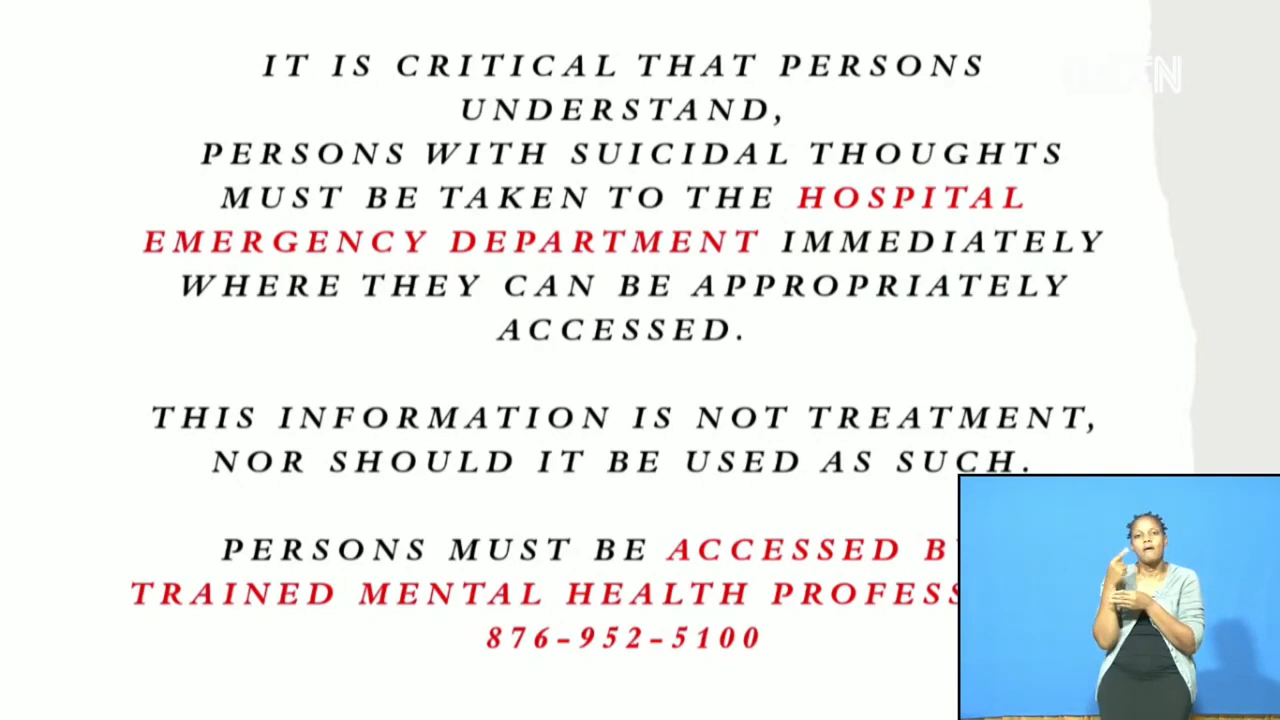 IT IS CRITICAL THAT PERSONS
UNDERSTAND,
PERSONS WITH SUICIDAL THOUGHTS
MUST BE TAKEN TO THE HOSPITAL
EMERGENCY DEPARTMENT IMMEDIATELY
WHERE THEY CAN BE APPROPRIATELY
ACCESSED.
THIS INFORMATION IS NOT TREATMENT,
NOR SHOULD IT BE USED AS SUCH.
PERSONS MUST BE ACCESSED
TRAINED MENTAL HEALTH
876-952-5100